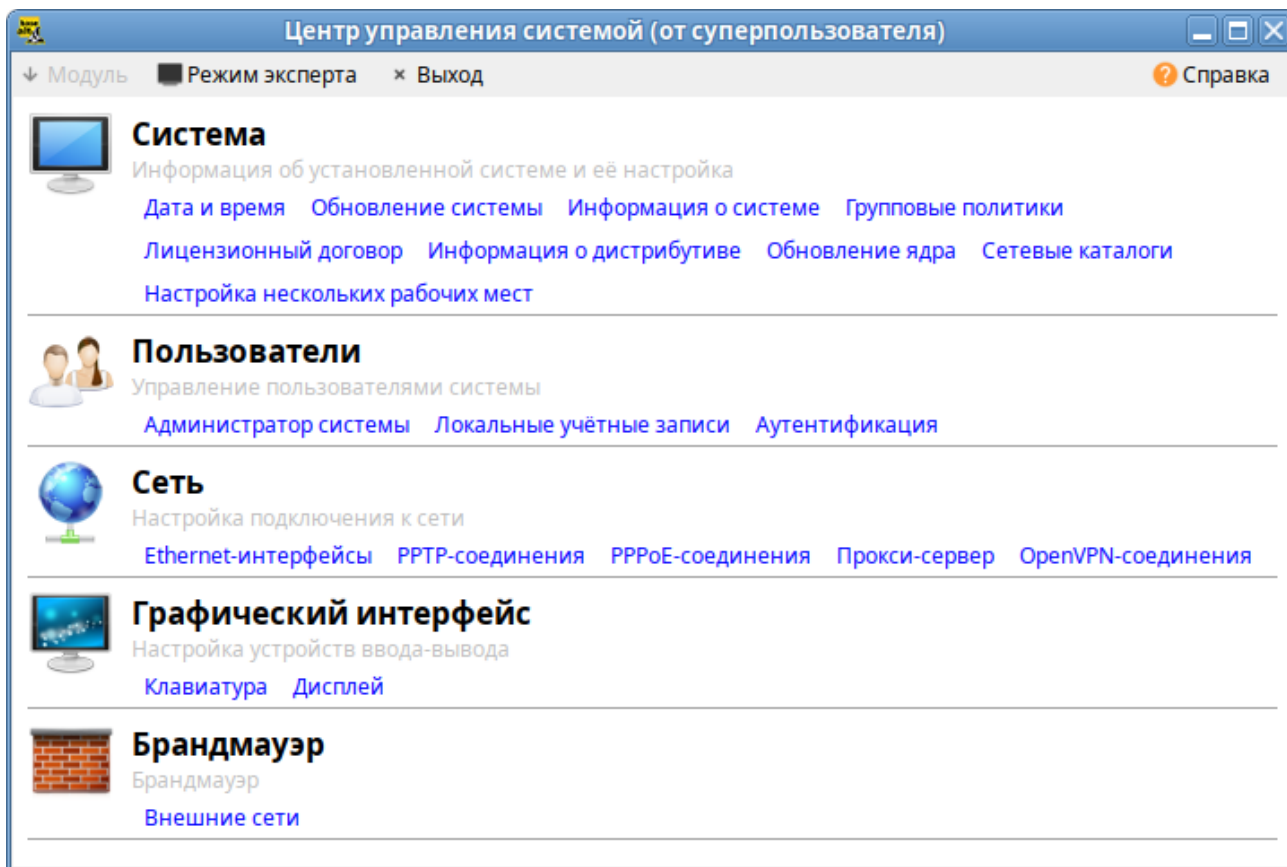 Центр управления системой (от суперпользователя)
Модуль Режим эксперта Выход Справка
Система
Информация об установленной системе и её настройка
Дата и время Обновление системы Информация о системе Групповые политики
Лицензионный договор Информация о дистрибутиве Обновление ядра Сетевые каталоги
Настройка нескольких рабочих мест
Пользователи
Управление пользователями системы
Администратор системы Локальные учётные записи Аутентификация
Сеть
Настройка подключения к сети
Ethernet-интерфейсы PPTP-соединения PPPoE-соединения Прокси-сервер OpenVPN-соединения
Графический интерфейс
Настройка устройств ввода-вывода
Клавиатура Дисплей
Брандмауэр
Брандмауэр
Внешние сети